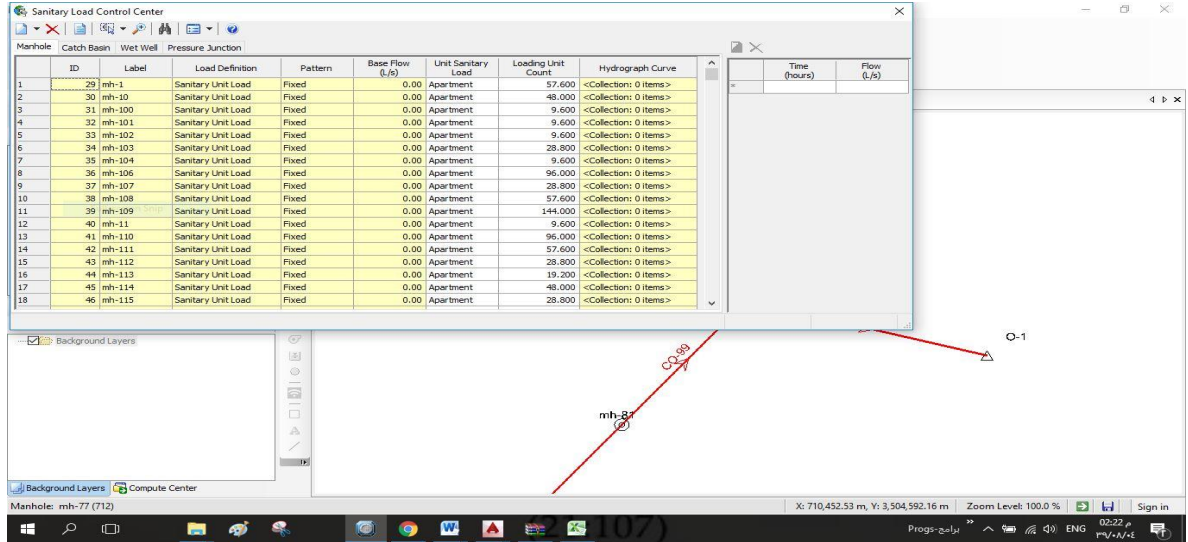 Sanitary Load Control Center
Manhole Catch Basin Wet Well Pressure Junction
ID Label Load Definition Pattern Base Flow (L/s) Unit Sanitary Load Loading Unit Count Hydrograph Curve
1 29 mh-1 Sanitary Unit Load Fixed 0.00 Apartment 57.600 <Collection: 0 items>
2 30 mh-10 Sanitary Unit Load Fixed 0.00 Apartment 48.000 <Collection: 0 items>
3 31 mh-100 Sanitary Unit Load Fixed 0.00 Apartment 9.600 <Collection: 0 items>
4 32 mh-101 Sanitary Unit Load Fixed 0.00 Apartment 9.600 <Collection: 0 items>
5 33 mh-102 Sanitary Unit Load Fixed 0.00 Apartment 9.600 <Collection: 0 items>
6 34 mh-103 Sanitary Unit Load Fixed 0.00 Apartment 28.800 <Collection: 0 items>
7 35 mh-104 Sanitary Unit Load Fixed 0.00 Apartment 9.600 <Collection: 0 items>
8 36 mh-106 Sanitary Unit Load Fixed 0.00 Apartment 96.000 <Collection: 0 items>
9 37 mh-107 Sanitary Unit Load Fixed 0.00 Apartment 28.800 <Collection: 0 items>
10 38 mh-108 Sanitary Unit Load Fixed 0.00 Apartment 57.600 <Collection: 0 items>
11 39 mh-109 Sanitary Unit Load Fixed 0.00 Apartment 144.000 <Collection: 0 items>
12 40 mh-11 Sanitary Unit Load Fixed 0.00 Apartment 9.600 <Collection: 0 items>
13 41 mh-110 Sanitary Unit Load Fixed 0.00 Apartment 96.000 <Collection: 0 items>
14 42 mh-111 Sanitary Unit Load Fixed 0.00 Apartment 57.600 <Collection: 0 items>
15 43 mh-112 Sanitary Unit Load Fixed 0.00 Apartment 28.800 <Collection: 0 items>
16 44 mh-113 Sanitary Unit Load Fixed 0.00 Apartment 19.200 <Collection: 0 items>
17 45 mh-114 Sanitary Unit Load Fixed 0.00 Apartment 48.000 <Collection: 0 items>
18 46 mh-115 Sanitary Unit Load Fixed 0.00 Apartment 28.800 <Collection: 0 items>
Time (hours) Flow (L/s)
Background Layers
O-1
CO-99
mh-81
Background Layers Compute Center
Manhole: mh-77 (712)
X: 710,452.53 m, Y: 3,504,592.16 m Zoom Level: 100.0 % Sign in
Progs-برامج ENG 02:22 م
٣٩/٠٨/٠٤